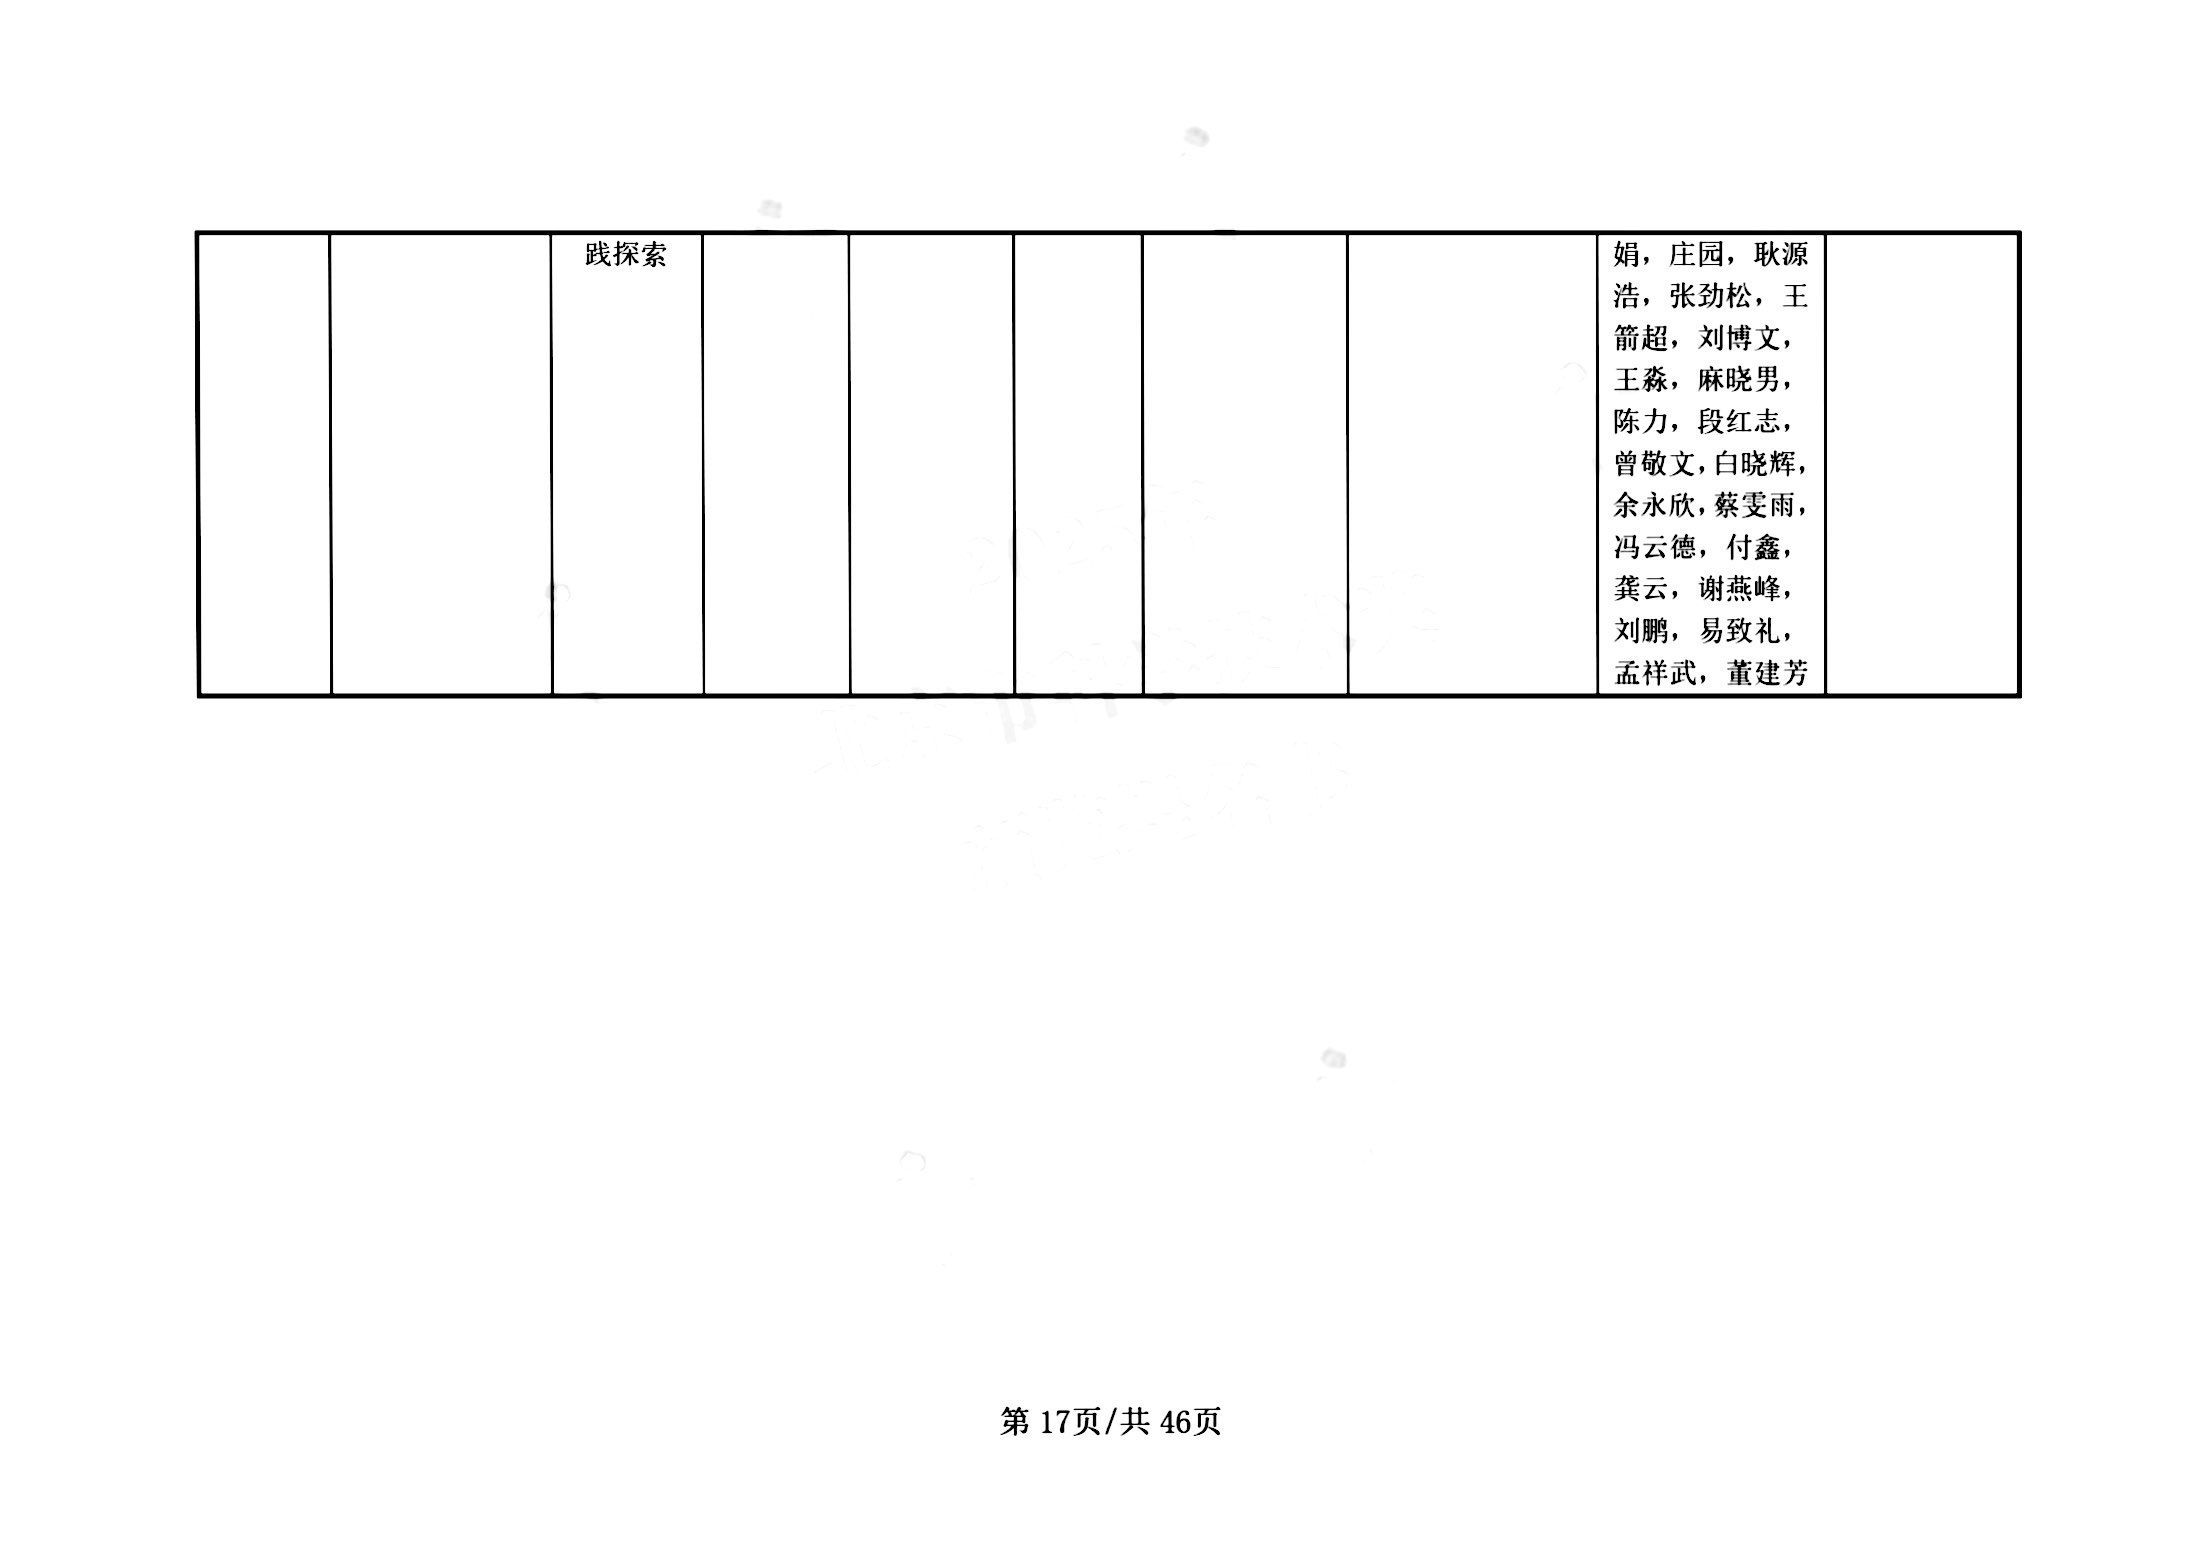 践探索
娟，庄园，耿源
浩，张劲松，王
箭超，刘博文，
王淼，麻晓男，
陈力，段红志，
曾敬文，白晓辉，
余永欣，蔡雯雨，
冯云德，付鑫，
龚云，谢燕峰，
刘鹏，易致礼，
孟祥武，董建芳
第 17页/共 46页